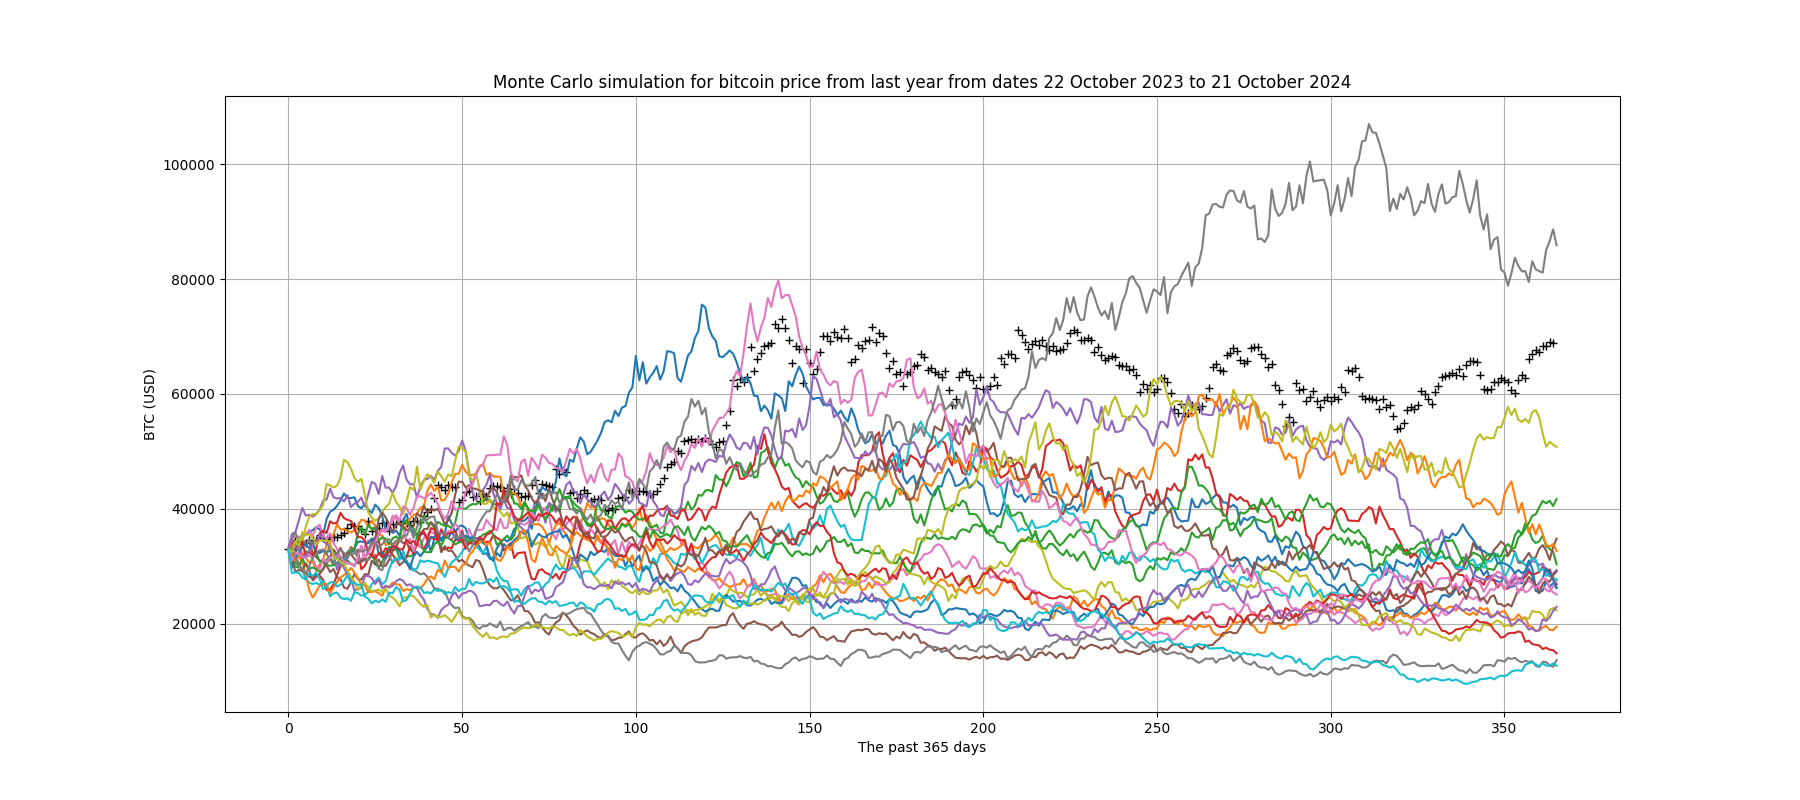 Monte Carlo simulation for bitcoin price from last year from dates 22 October 2023 to 21 October 2024
100000
80000
60000
40000
20000
BTC (USD)
0 50 100 150 200 250 300 350
The past 365 days